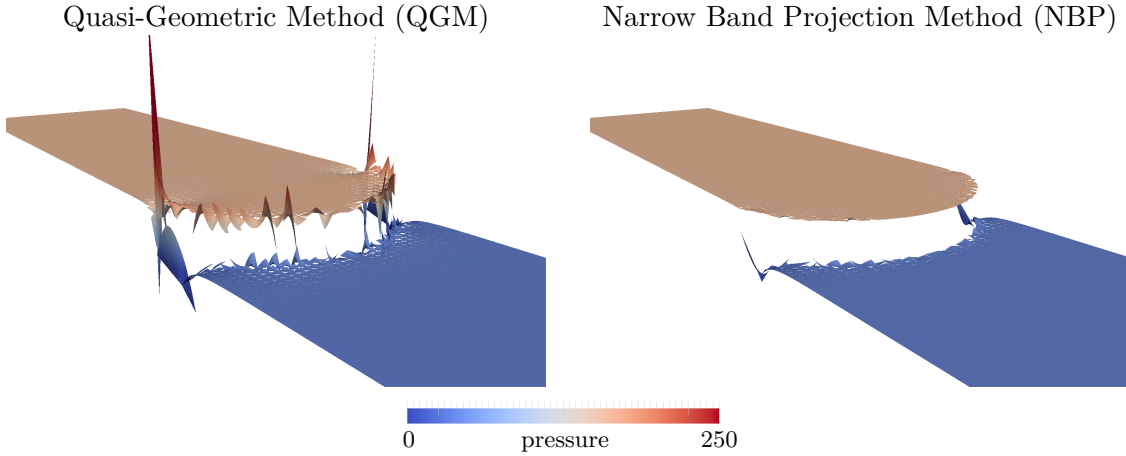 Quasi-Geometric Method (QGM)
Narrow Band Projection Method (NBP)
0 pressure 250